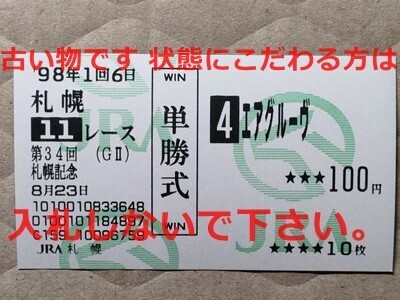 古い物です 状態にこだわる方は
98年1回6日
札幌
11レース
第34回 (GⅡ)
札幌記念
8月23日
1010010833648
入札しないで下さい。
JRA 札 幌
WIN
単勝式
WIN
4 エアグルーヴ
★★★100円
★★★★10枚
JRA
JRA